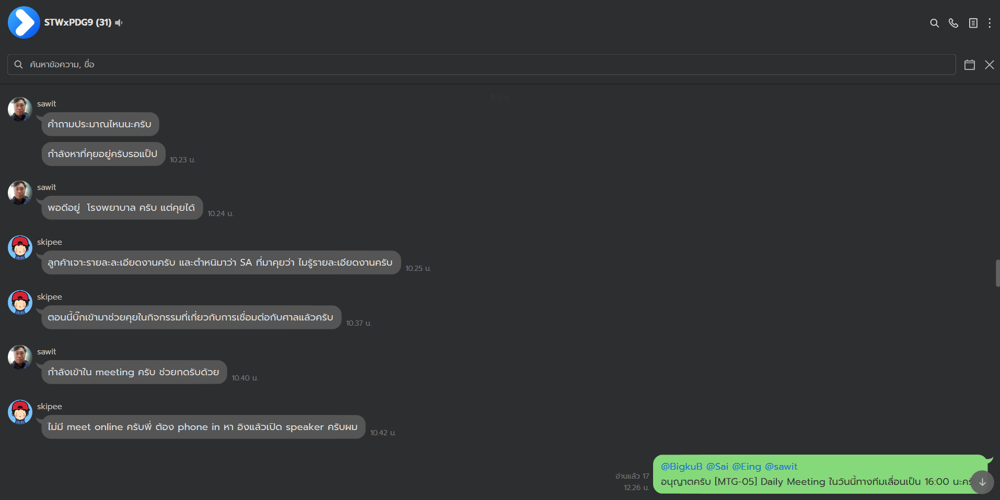 STWxPDG9 (31)
ค้นหาข้อความ, ชื่อ
sawit
คำถามประมาณไหนนะครับ
กำลังหาที่คุยอยู่ครับรอแป็ป
10.23 น.
sawit
พอดีอยู่ โรงพยาบาล ครับ แต่คุยได้
10.24 น.
skipee
ลูกค้าเจาะรายละละเอียดงานครับ และตำหนิมาว่า SA ที่มาคุยว่า ไมรู้รายละเอียดงานครับ
10.25 น.
skipee
ตอนนี้บิ๊กเข้ามาช่วยคุยในกิจกรรมที่เกี่ยวกับการเชื่อมต่อกับศาลแล้วครับ
10.37 น.
sawit
กำลังเข้าใน meeting ครับ ช่วยกดรับด้วย
10.40 น.
skipee
ไม่มี meet online ครับพี่ ต้อง phone in หา อิงแล้วเปิด speaker ครับผม
10.42 น.
@BigkuB @Sai @Eing @sawit
อนุญาตครับ [MTG-05] Daily Meeting ในวันนี้ทางทีมเลื่อนเป็น 16:00
อ่านแล้ว 17
12.26 น.